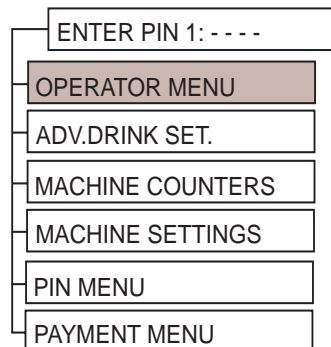 ENTER PIN 1: - - - -
OPERATOR MENU
ADV.DRINK SET.
MACHINE COUNTERS
MACHINE SETTINGS
PIN MENU
PAYMENT MENU